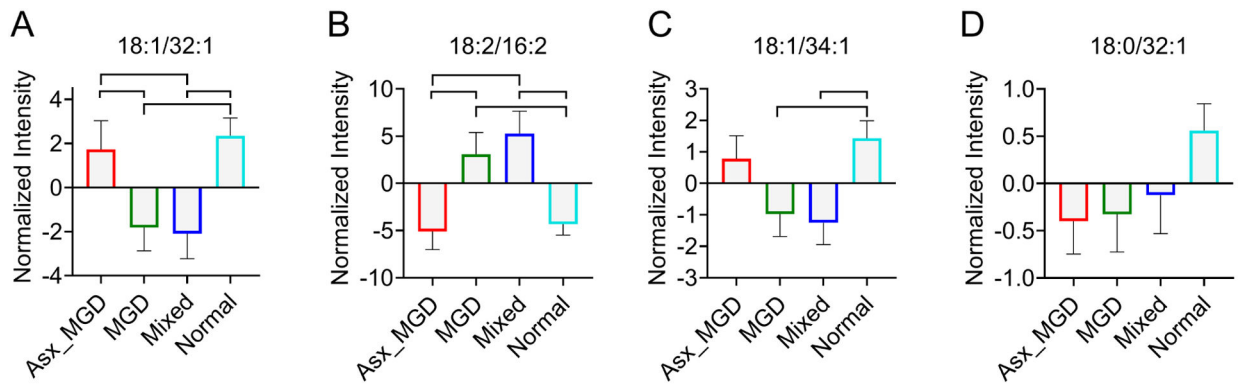 A
18:1/32:1
Normalized Intensity
4
2
0
-2
-4
Asx_MGD
MGD
Mixed
Normal
B
18:2/16:2
Normalized Intensity
10
5
0
-5
-10
Asx_MGD
MGD
Mixed
Normal
C
18:1/34:1
Normalized Intensity
3
2
1
0
-1
-2
-3
Asx_MGD
MGD
Mixed
Normal
D
18:0/32:1
Normalized Intensity
1.0
0.5
0.0
-0.5
-1.0
Asx_MGD
MGD
Mixed
Normal